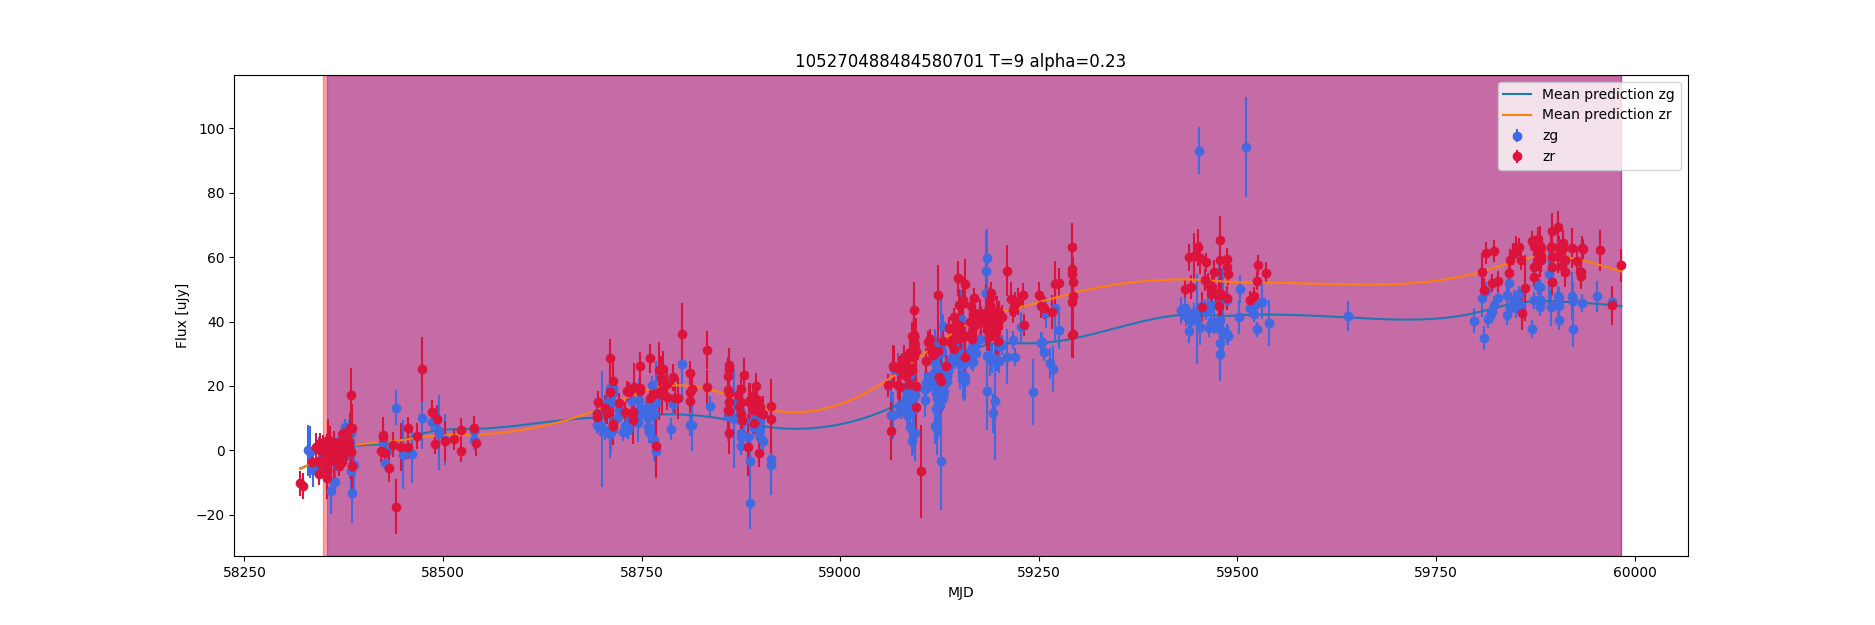 105270488484580701 T=9 alpha=0.23
Mean prediction zg
Mean prediction zr
zg
zr
Flux [uJy]
100
80
60
40
20
0
−20
58250 58500 58750 59000 59250 59500 59750 60000
MJD